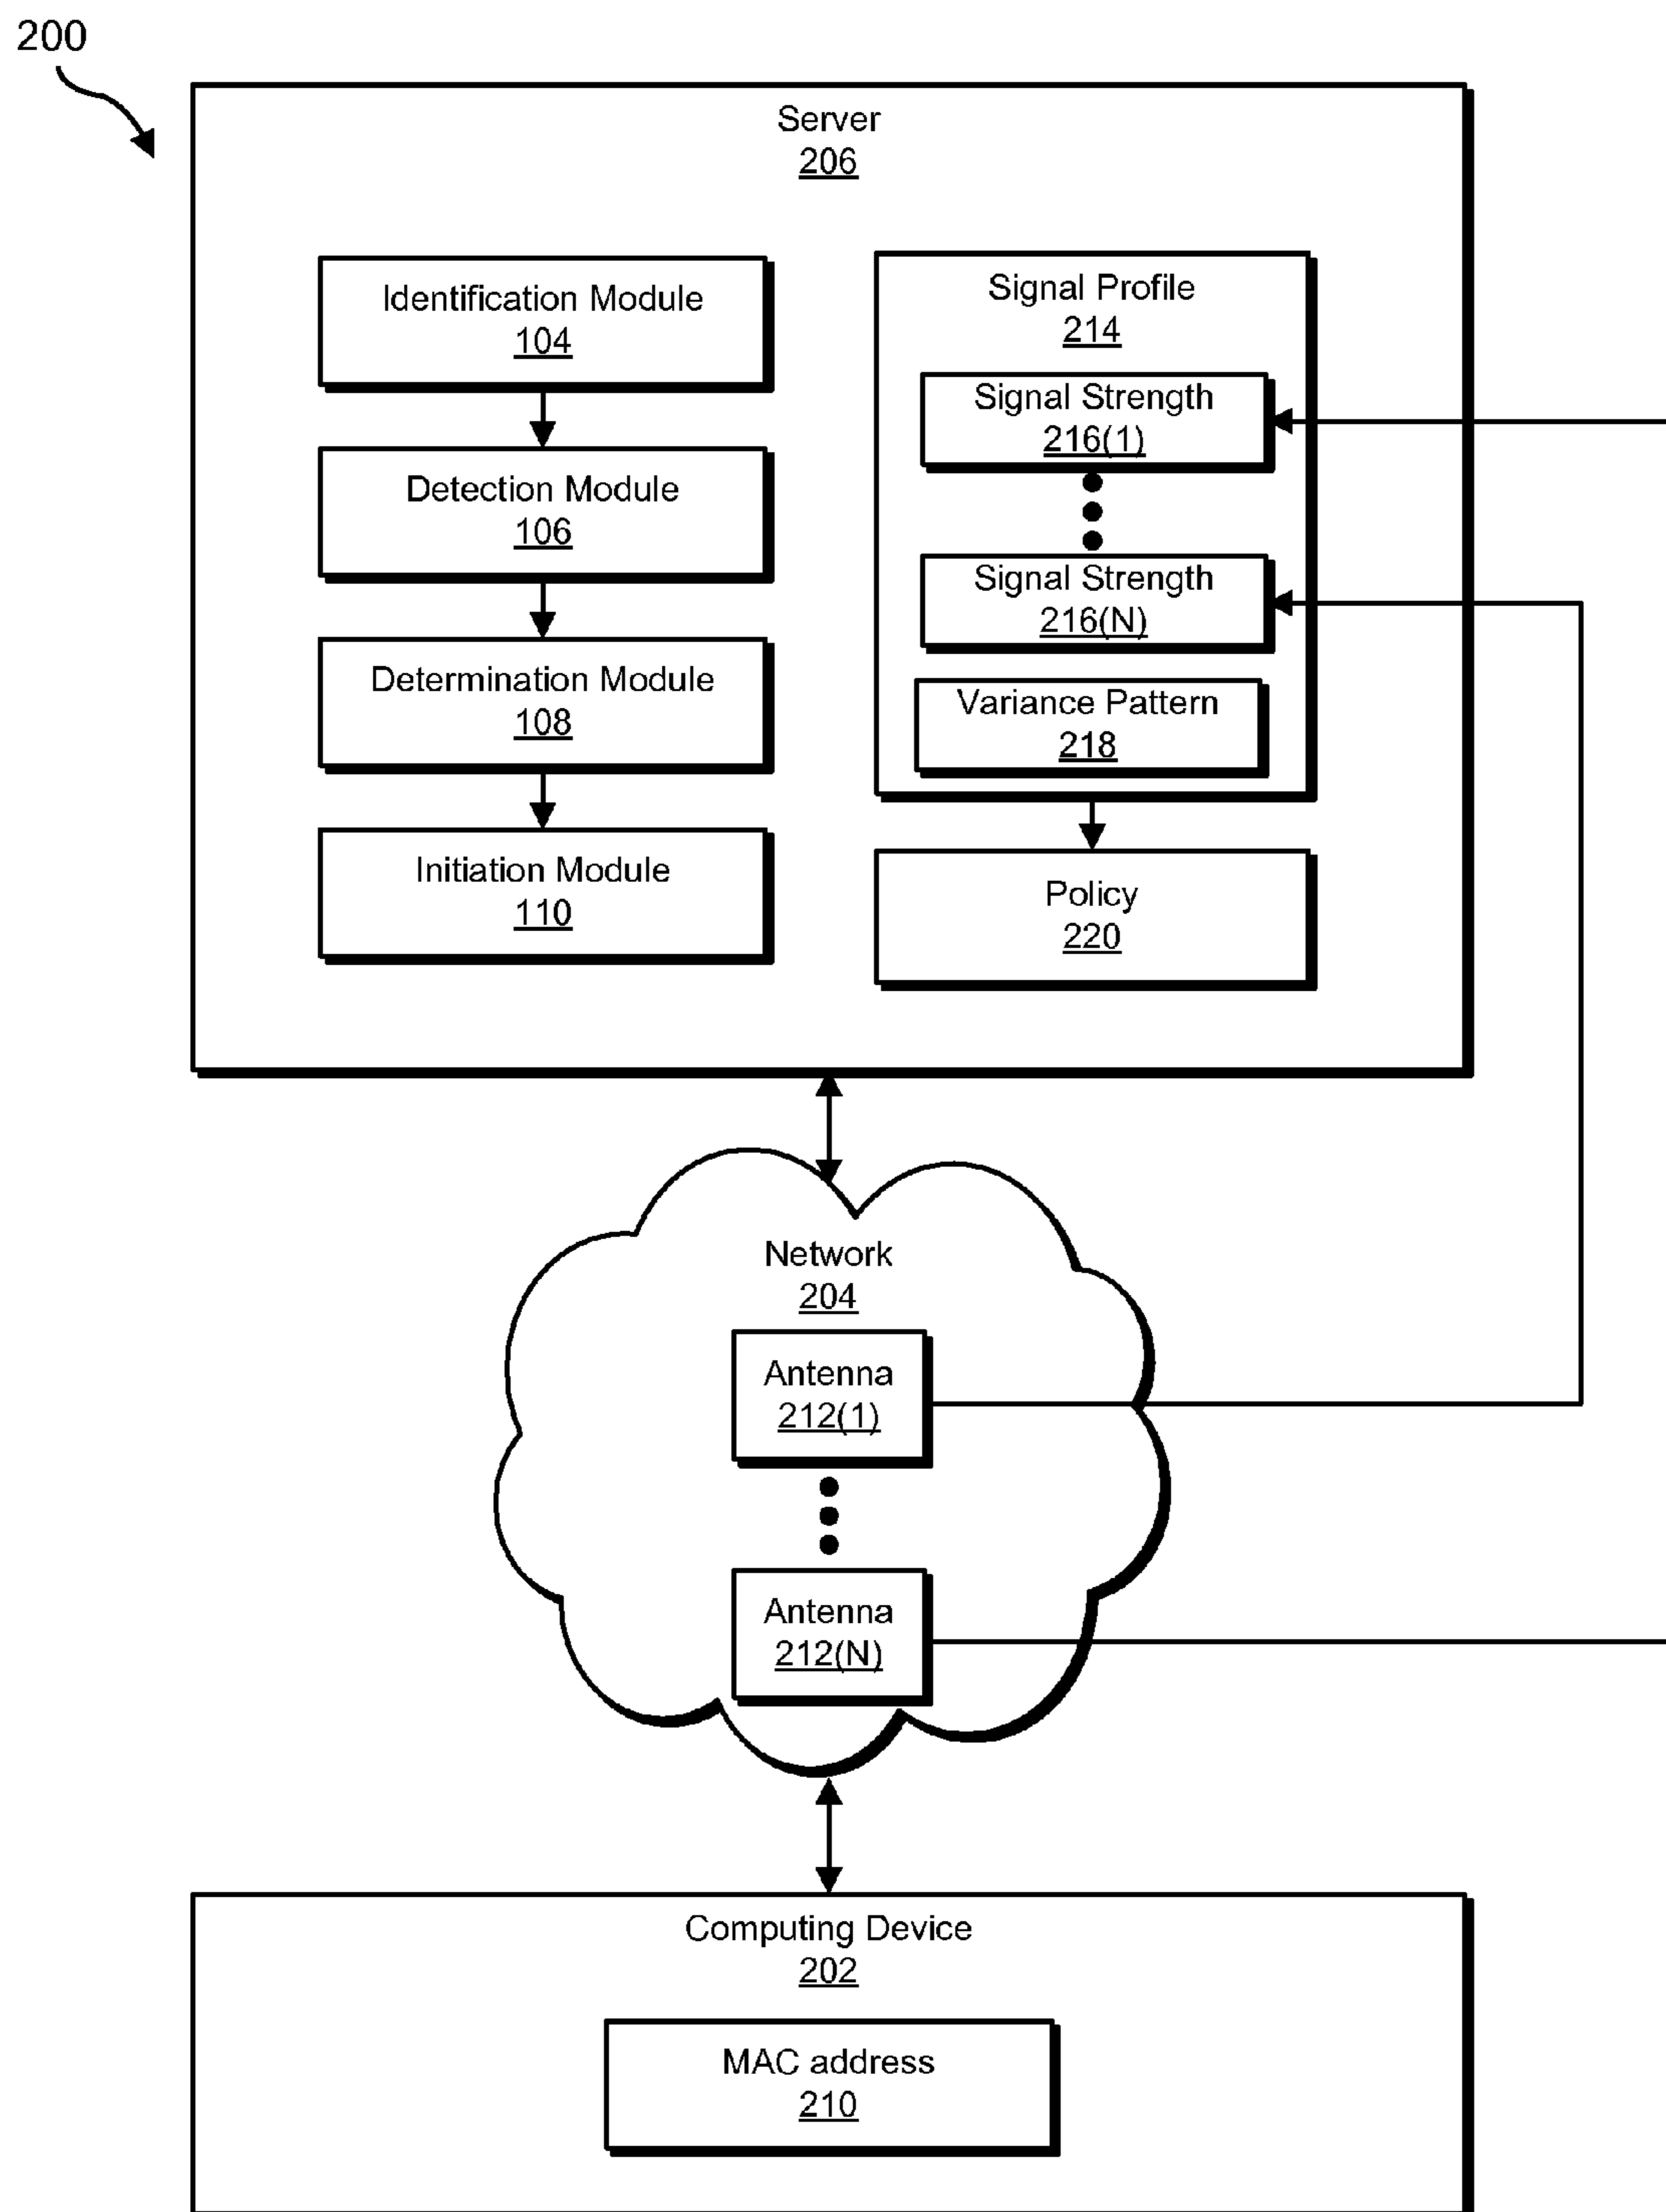 200
Server
206
Identification Module
104
Detection Module
106
Determination Module
108
Initiation Module
110
Signal Profile
214
Signal Strength
216(1)
Signal Strength
216(N)
Variance Pattern
218
Policy
220
Network
204
Antenna
212(1)
Antenna
212(N)
Computing Device
202
MAC address
210